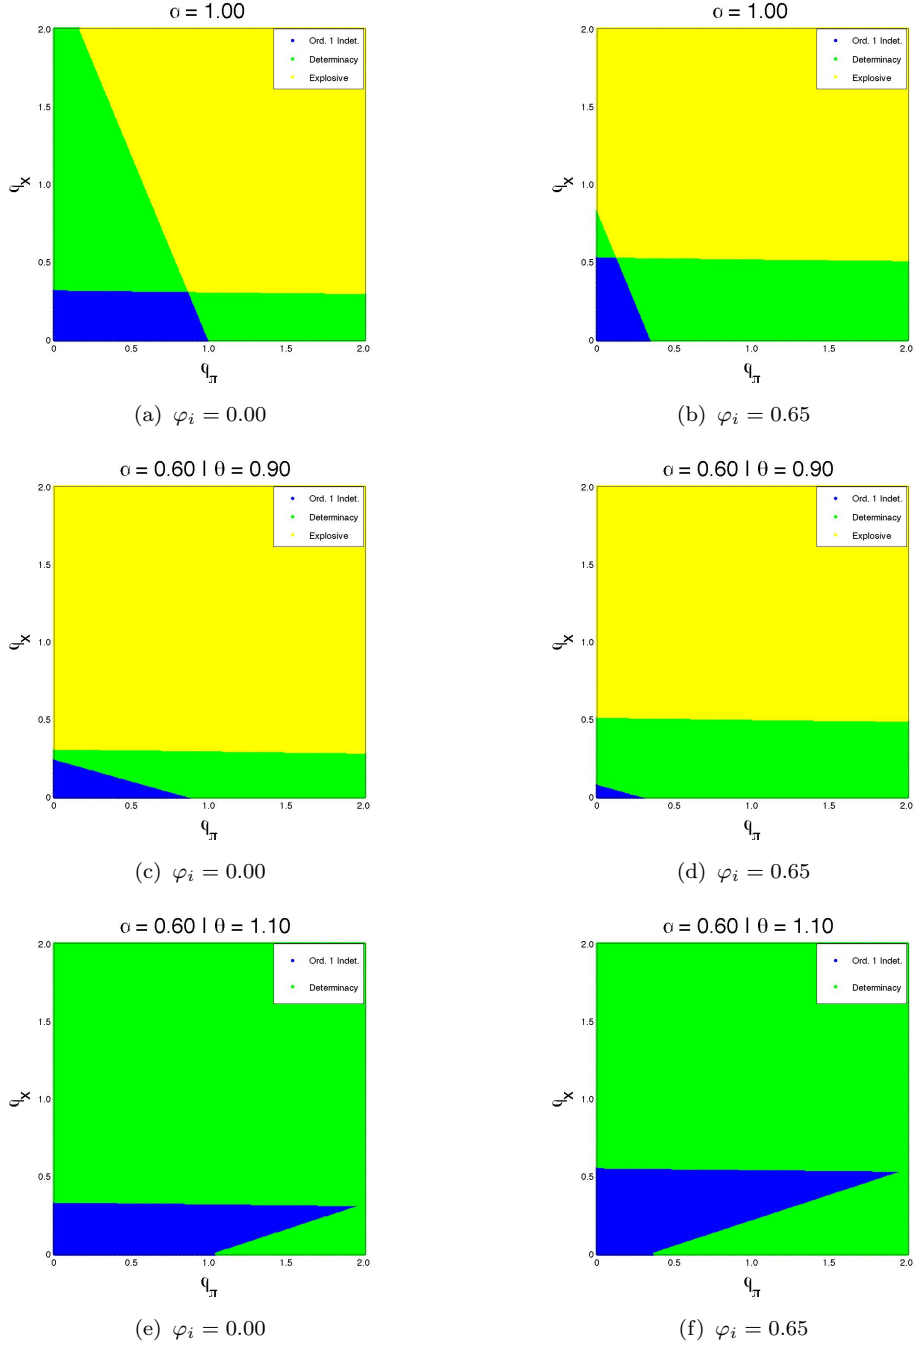 α = 1.00
2.0
1.5
1.0
0.5
0
0 0.5 1.0 1.5 2.0
q_x
q_π
Ord. 1 Indet.
Determinacy
Explosive
(a) φ_i = 0.00
α = 1.00
2.0
1.5
1.0
0.5
0
0 0.5 1.0 1.5 2.0
q_x
q_π
Ord. 1 Indet.
Determinacy
Explosive
(b) φ_i = 0.65
α = 0.60 | θ = 0.90
2.0
1.5
1.0
0.5
0
0 0.5 1.0 1.5 2.0
q_x
q_π
Ord. 1 Indet.
Determinacy
Explosive
(c) φ_i = 0.00
α = 0.60 | θ = 0.90
2.0
1.5
1.0
0.5
0
0 0.5 1.0 1.5 2.0
q_x
q_π
Ord. 1 Indet.
Determinacy
Explosive
(d) φ_i = 0.65
α = 0.60 | θ = 1.10
2.0
1.5
1.0
0.5
0
0 0.5 1.0 1.5 2.0
q_x
q_π
Ord. 1 Indet.
Determinacy
(e) φ_i = 0.00
α = 0.60 | θ = 1.10
2.0
1.5
1.0
0.5
0
0 0.5 1.0 1.5 2.0
q_x
q_π
Ord. 1 Indet.
Determinacy
(f) φ_i = 0.65